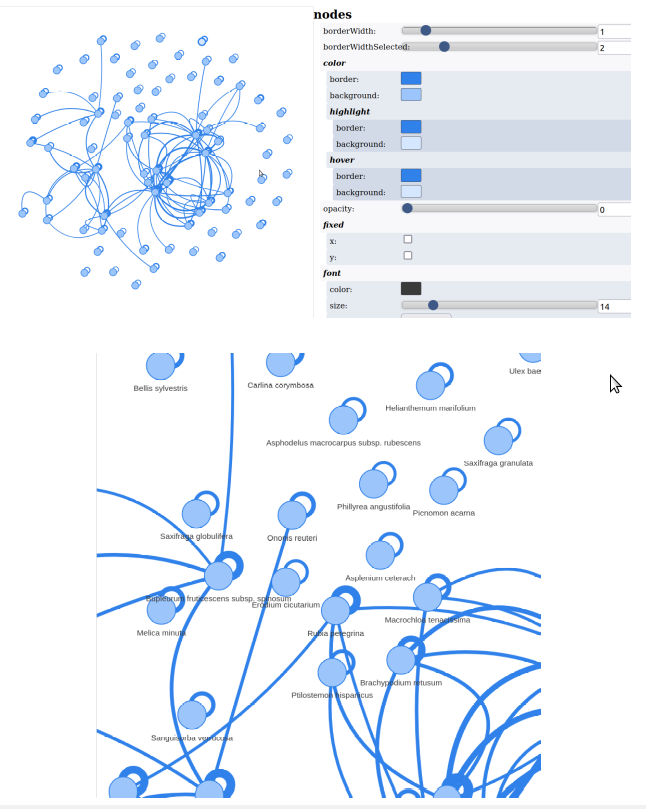 nodes
borderWidth: 1
borderWidthSelected: 2
color
border:
background:
highlight
border:
background:
hover
border:
background:
opacity: 0
fixed
x:
y:
font
color:
size: 14
Bellis sylvestris
Carlina corymbosa
Ulex bae
Helianthemum marifolium
Asphodelus macrocarpus subsp. rubescens
Saxifraga granulata
Phillyrea angustifolia
Picnomon acarna
Saxifraga globulifera
Ononis reuteri
Asplenium ceterach
Bupleurum fruticescens subsp. spinosum
Erodium cicutarium
Macrochloa tenacissima
Melica minuta
Rubia peregrina
Brachypodium retusum
Ptilostemon hispanicus
Sanguisorba verrucosa